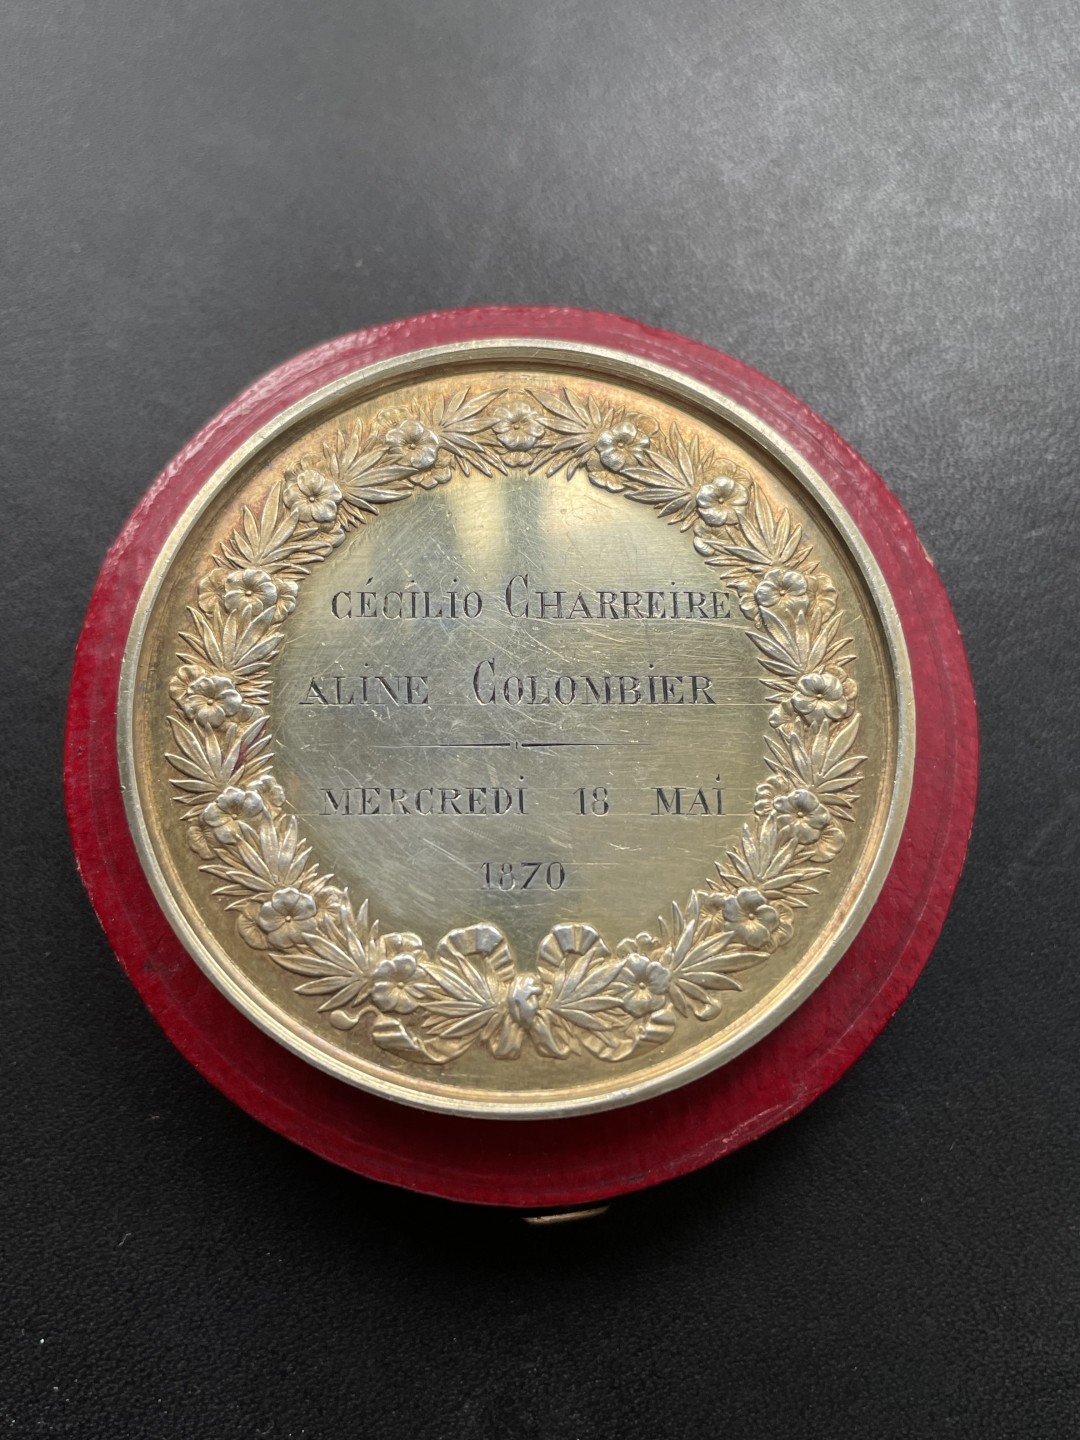 CÉCILIO CHARREIRE
ALINE COLOMBIER
MERCREDI 18 MAI
1870